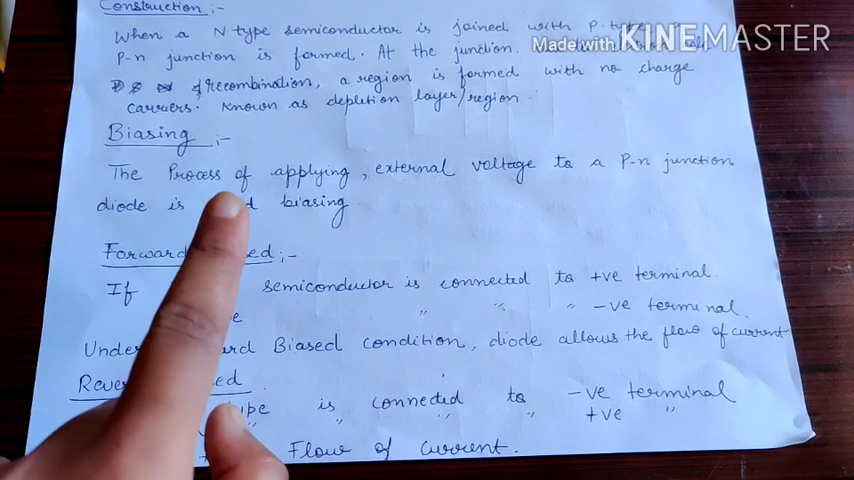 Construction :-
When a N type semiconductor is joined with P-type
P-n junction is formed. At the junction.
Made with KINEMASTER
recombination, a region is formed with no charge
carriers. Known as depletion layer/region
Biasing :-
The Process of applying, external voltage to a P-n junction
diode is biasing
Forward :-
If semiconductor is connected to +ve terminal.
" " " -ve terminal.
Under Biased condition, diode allows the flow of current
is connected to -ve terminal
" " " +ve "
Flow of current.